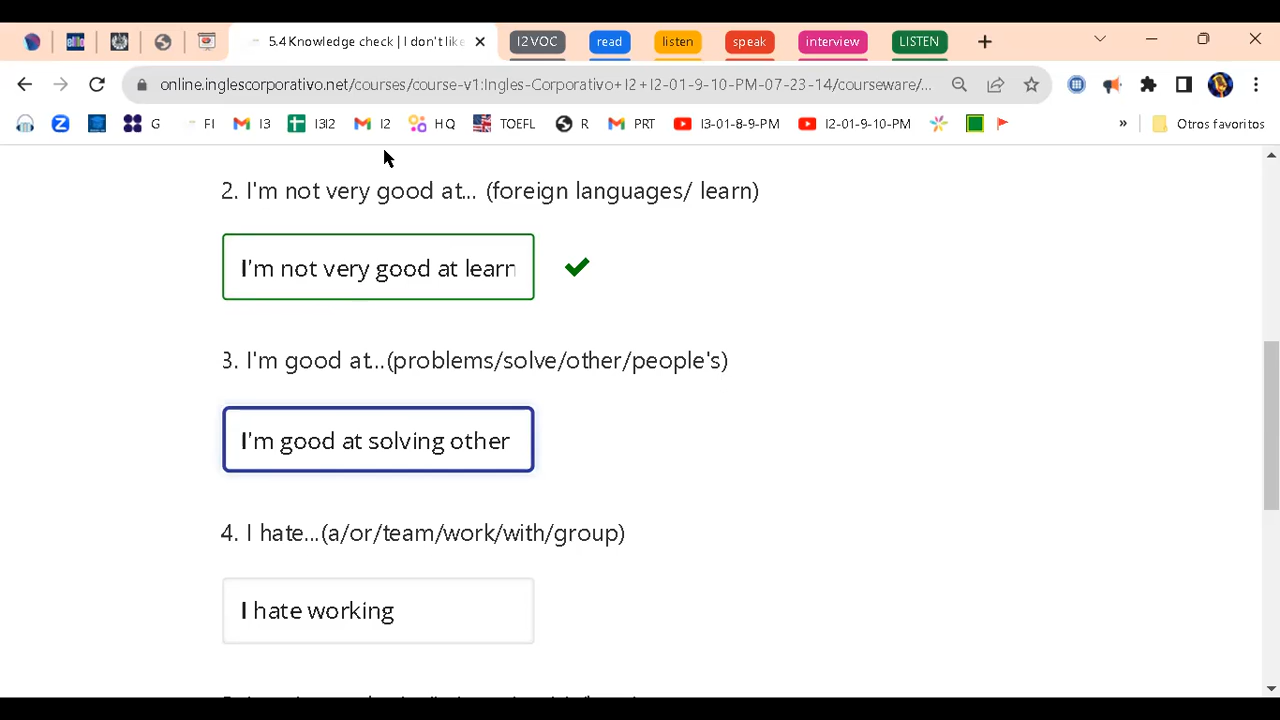 5.4 Knowledge check | I don't like
I2 VOC
read
listen
speak
interview
LISTEN
online.inglescorporativo.net/courses/course-v1:Ingles-Corporativo+I2+I2-01-9-10-PM-07-23-14/courseware/...
G
FI
I3
I3I2
I2
HQ
TOEFL
R
PRT
I3-01-8-9-PM
I2-01-9-10-PM
»
Otros favoritos
2. I'm not very good at... (foreign languages/ learn)
I'm not very good at learn
3. I'm good at...(problems/solve/other/people's)
I'm good at solving other
4. I hate...(a/or/team/work/with/group)
I hate working